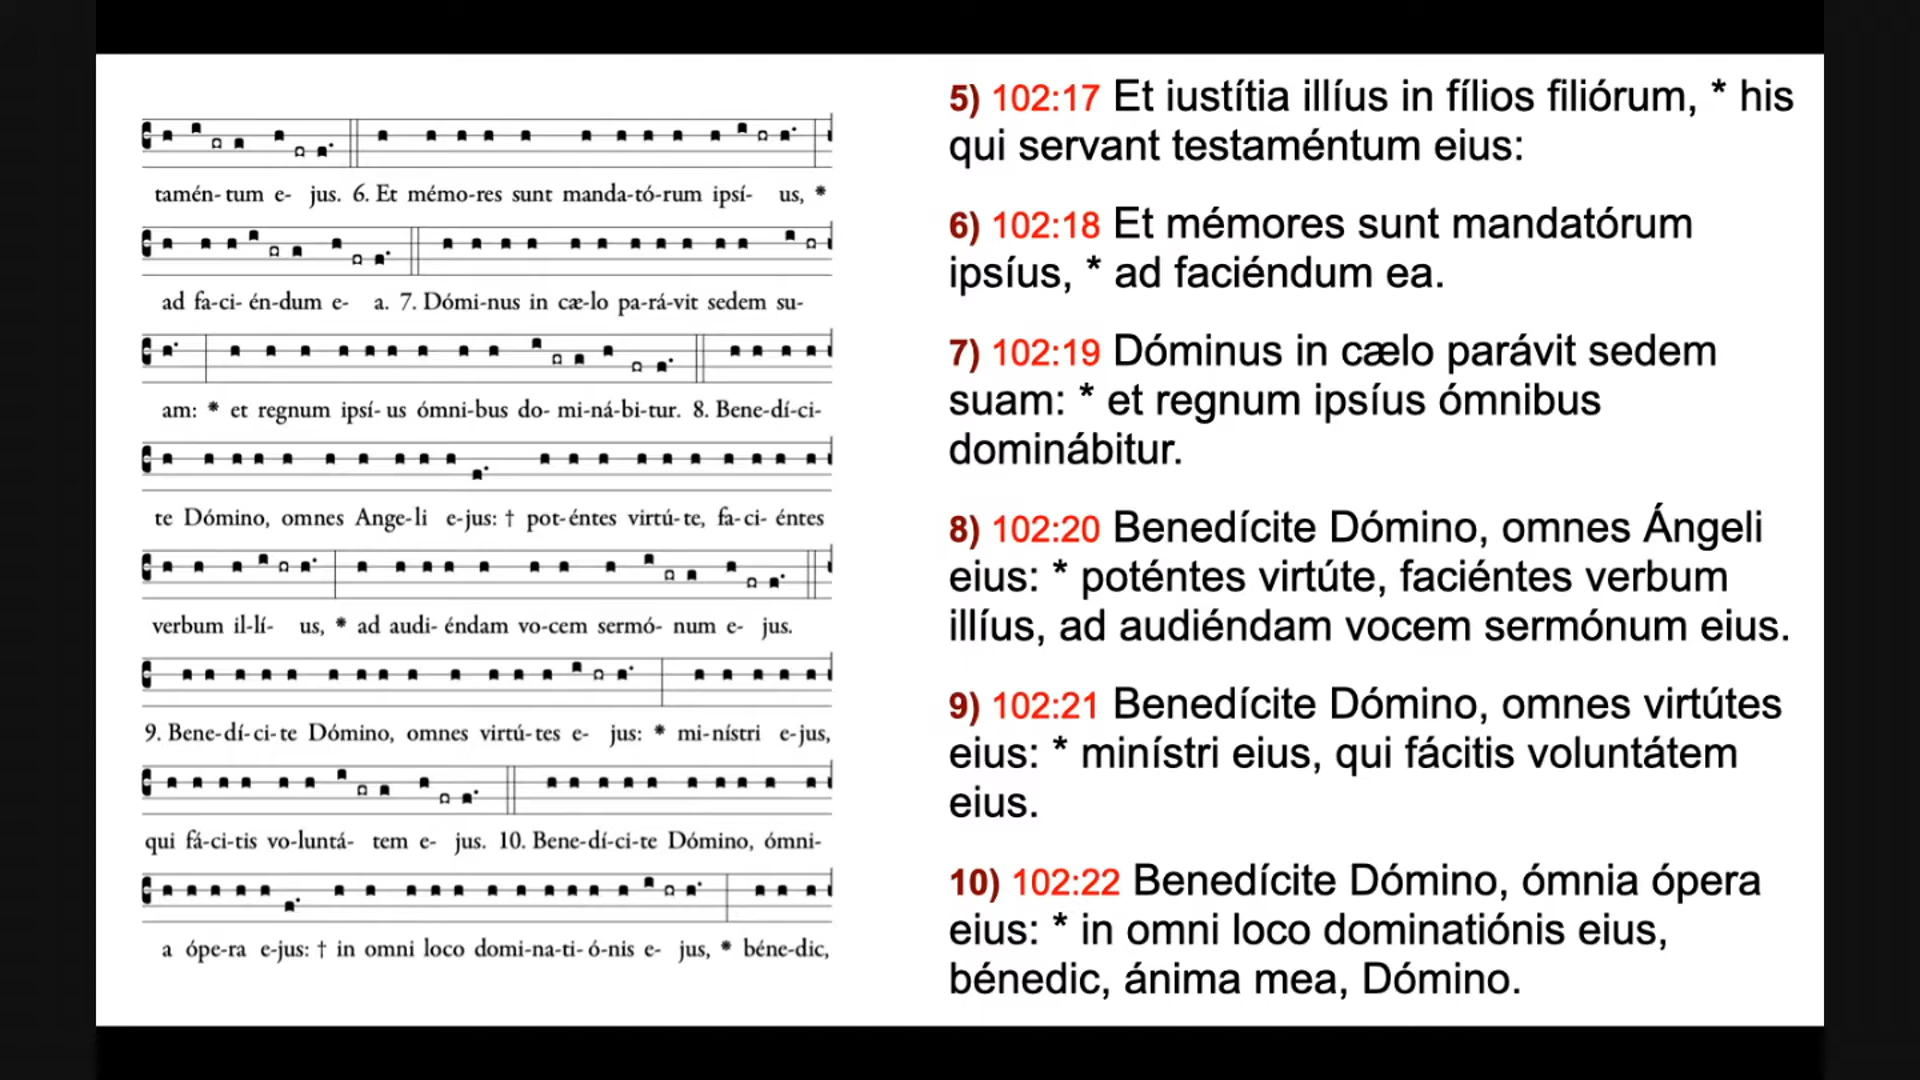 tamén- tum e- jus. 6. Et mémo-res sunt manda-tó-rum ipsí- us, *
ad fa-ci- én-dum e- a. 7. Dómi-nus in cæ-lo pa-rá-vit sedem su-
am: * et regnum ipsí- us ómni-bus do- mi-ná-bi-tur. 8. Bene-dí-ci-
te Dómino, omnes Ange-li e-jus: † pot-éntes virtú-te, fa-ci- éntes
verbum il-lí- us, * ad audi- éndam vo-cem sermó- num e- jus.
9. Bene-dí-ci-te Dómino, omnes virtú-tes e- jus: * mi-nístri e-jus,
qui fá-ci-tis vo-luntá- tem e- jus. 10. Bene-dí-ci-te Dómino, ómni-
a ópe-ra e-jus: † in omni loco domi-na-ti- ó-nis e- jus, * béne-dic,
5) 102:17 Et iustítia illíus in fílios filiórum, * his
qui servant testaméntum eius:
6) 102:18 Et mémores sunt mandatórum
ipsíus, * ad faciéndum ea.
7) 102:19 Dóminus in cælo parávit sedem
suam: * et regnum ipsíus ómnibus
dominábitur.
8) 102:20 Benedícite Dómino, omnes Ángeli
eius: * poténtes virtúte, faciéntes verbum
illíus, ad audiéndam vocem sermónum eius.
9) 102:21 Benedícite Dómino, omnes virtútes
eius: * minístri eius, qui fácitis voluntátem
eius.
10) 102:22 Benedícite Dómino, ómnia ópera
eius: * in omni loco dominatiónis eius,
bénedic, ánima mea, Dómino.